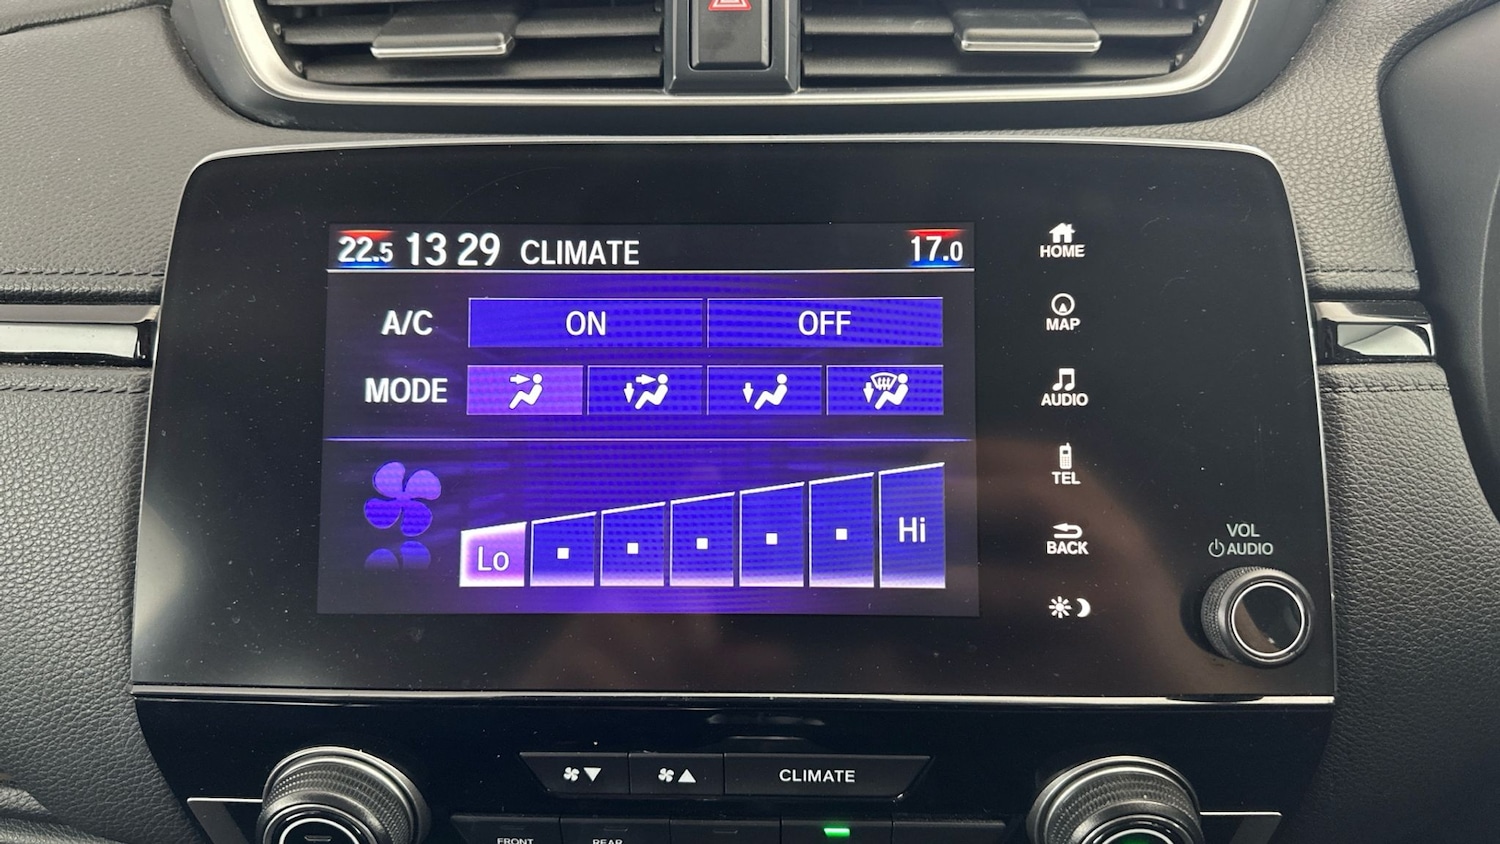 22.5 13 29 CLIMATE 17.0
A/C ON OFF
MODE
Lo Hi
HOME
MAP
AUDIO
TEL
BACK
VOL
AUDIO
CLIMATE
FRONT REAR